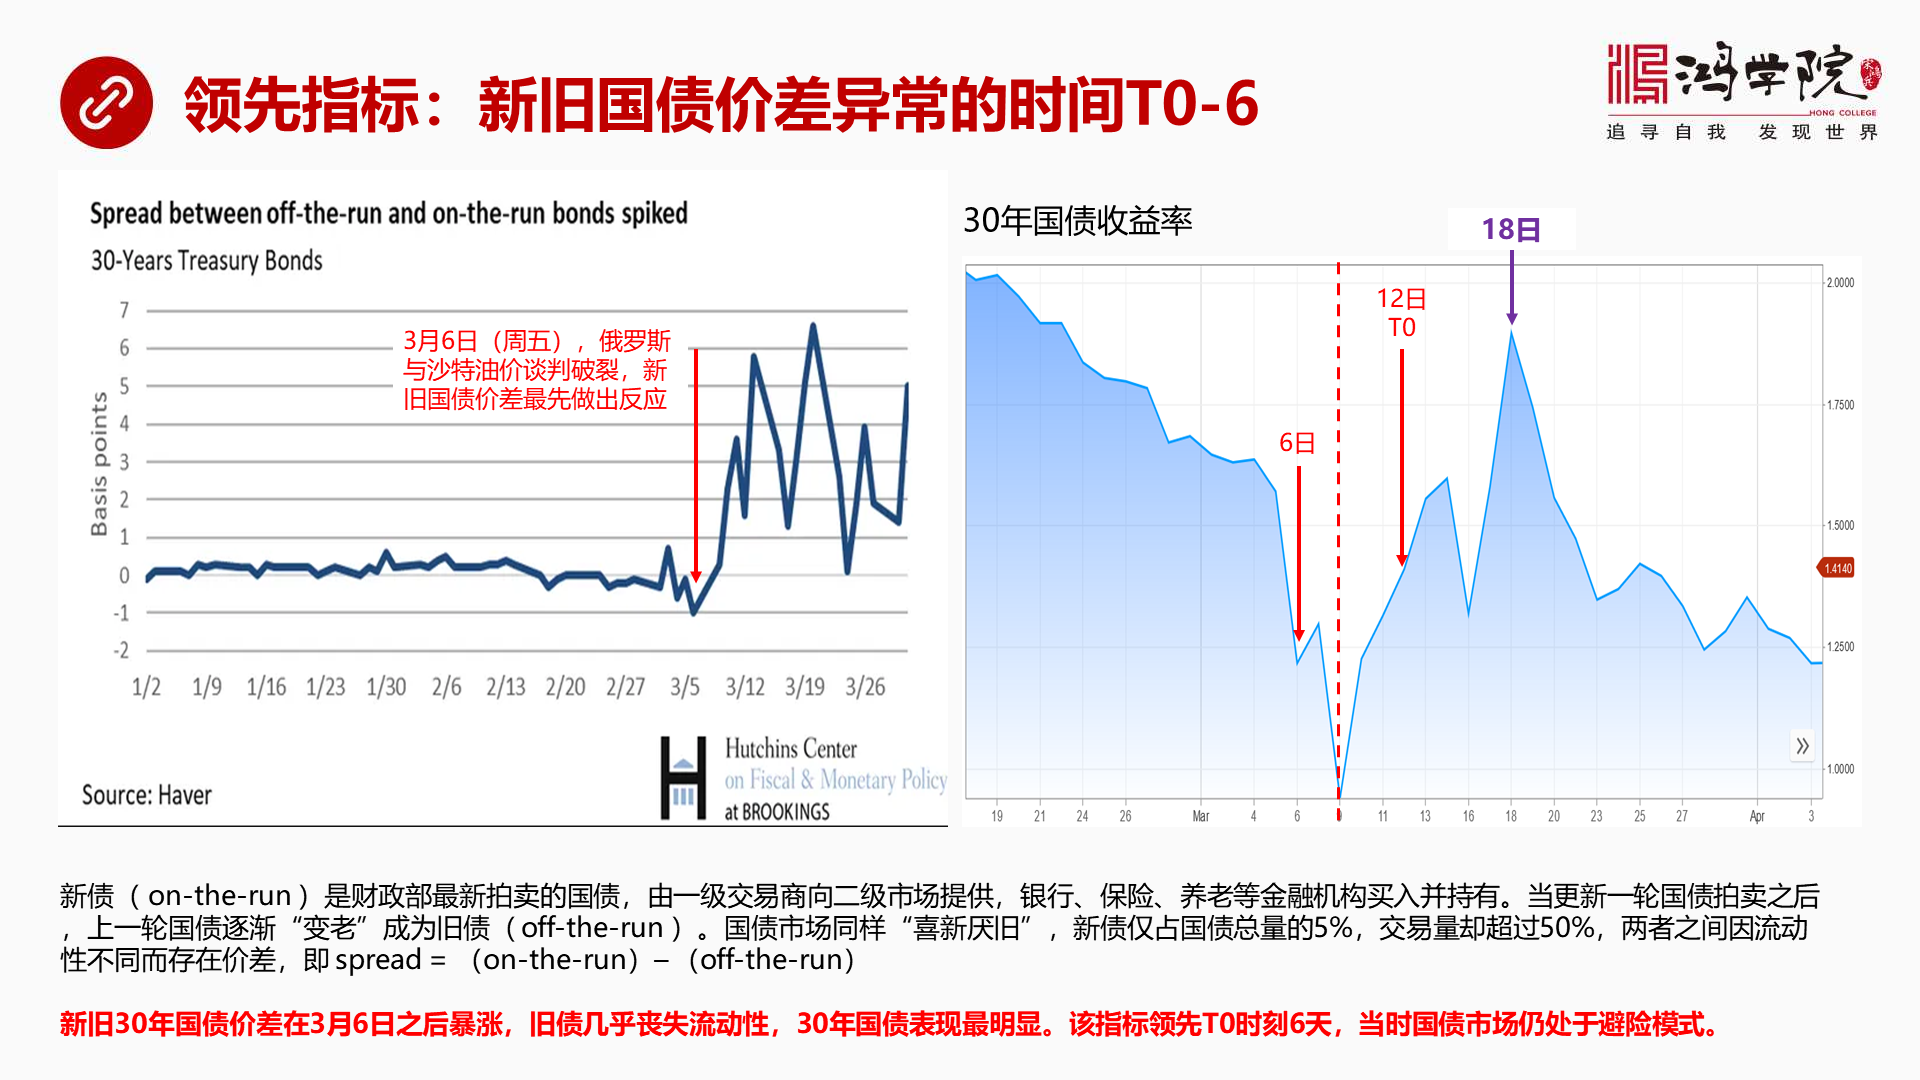 领先指标：新旧国债价差异常的时间T0-6
鸿学院
HONG COLLEGE
追寻自我 发现世界
Spread between off-the-run and on-the-run bonds spiked
30-Years Treasury Bonds
Basis points
7
6
5
4
3
2
1
0
-1
-2
3月6日（周五），俄罗斯
与沙特油价谈判破裂，新
旧国债价差最先做出反应
1/2 1/9 1/16 1/23 1/30 2/6 2/13 2/20 2/27 3/5 3/12 3/19 3/26
Source: Haver
Hutchins Center
on Fiscal & Monetary Policy
at BROOKINGS
30年国债收益率
18日
12日
T0
6日
2.0000
1.7500
1.5000
1.4140
1.2500
1.0000
19 21 24 26 Mar 4 6 11 13 16 18 20 23 25 27 Apr 3
新债（on-the-run）是财政部最新拍卖的国债，由一级交易商向二级市场提供，银行、保险、养老等金融机构买入并持有。当更新一轮国债拍卖之后
，上一轮国债逐渐“变老”成为旧债（off-the-run）。国债市场同样“喜新厌旧”，新债仅占国债总量的5%，交易量却超过50%，两者之间因流动
性不同而存在价差，即 spread = （on-the-run）–（off-the-run）
新旧30年国债价差在3月6日之后暴涨，旧债几乎丧失流动性，30年国债表现最明显。该指标领先T0时刻6天，当时国债市场仍处于避险模式。